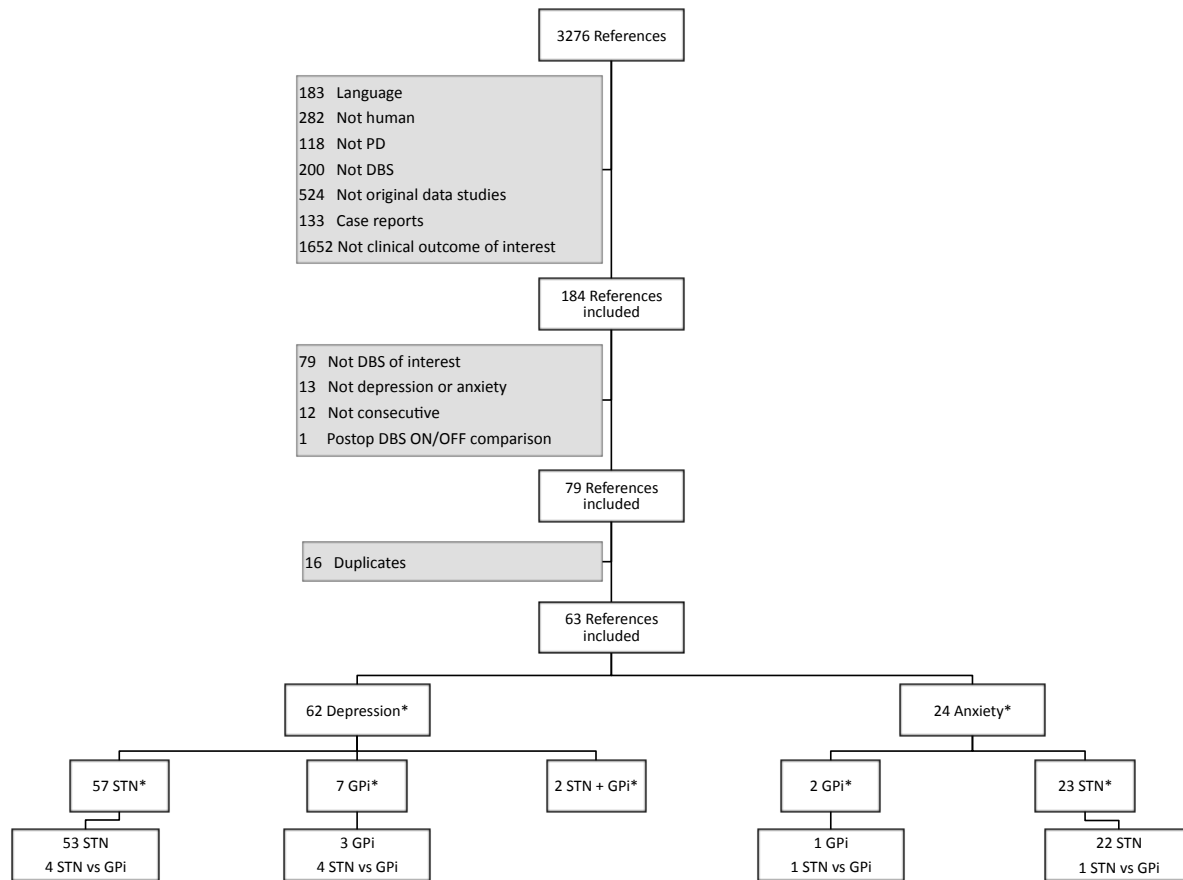 3276 References
183 Language
282 Not human
118 Not PD
200 Not DBS
524 Not original data studies
133 Case reports
1652 Not clinical outcome of interest
184 References
included
79 Not DBS of interest
13 Not depression or anxiety
12 Not consecutive
1 Postop DBS ON/OFF comparison
79 References
included
16 Duplicates
63 References
included
62 Depression*
24 Anxiety*
57 STN*
7 GPi*
2 STN + GPi*
2 GPi*
23 STN*
53 STN
4 STN vs GPi
3 GPi
4 STN vs GPi
1 GPi
1 STN vs GPi
22 STN
1 STN vs GPi